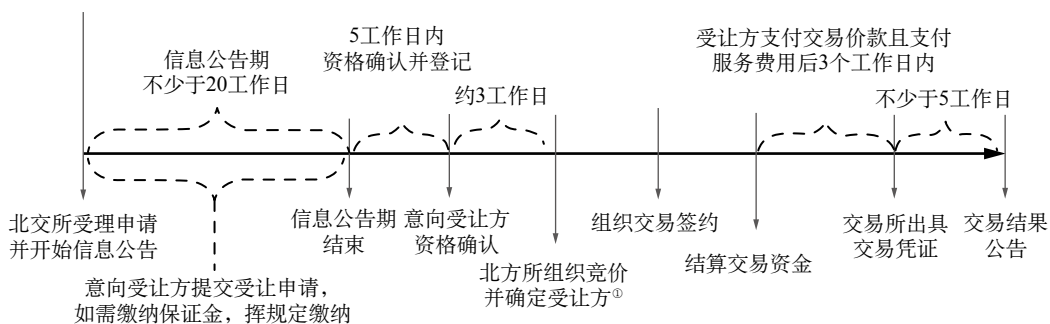 信息公告期
不少于20工作日
5工作日内
资格确认并登记
约3工作日
受让方支付交易价款且支付
服务费用后3个工作日内
不少于5工作日
北交所受理申请
并开始信息公告
意向受让方提交受让申请，
如需缴纳保证金，挥规定缴纳
信息公告期
结束
意向受让方
资格确认
北方所组织竞价
并确定受让方①
组织交易签约
结算交易资金
交易所出具
交易凭证
交易结果
公告